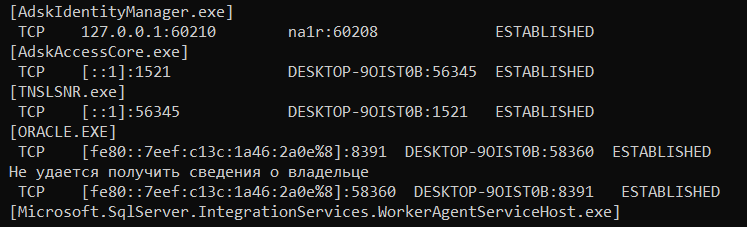 [AdskIdentityManager.exe]
TCP 127.0.0.1:60210 na1r:60208 ESTABLISHED
[AdskAccessCore.exe]
TCP [::1]:1521 DESKTOP-9OIST0B:56345 ESTABLISHED
[TNSLSNR.exe]
TCP [::1]:56345 DESKTOP-9OIST0B:1521 ESTABLISHED
[ORACLE.EXE]
TCP [fe80::7eef:c13c:1a46:2a0e%8]:8391 DESKTOP-9OIST0B:58360 ESTABLISHED
Не удается получить сведения о владельце
TCP [fe80::7eef:c13c:1a46:2a0e%8]:58360 DESKTOP-9OIST0B:8391 ESTABLISHED
[Microsoft.SqlServer.IntegrationServices.WorkerAgentServiceHost.exe]